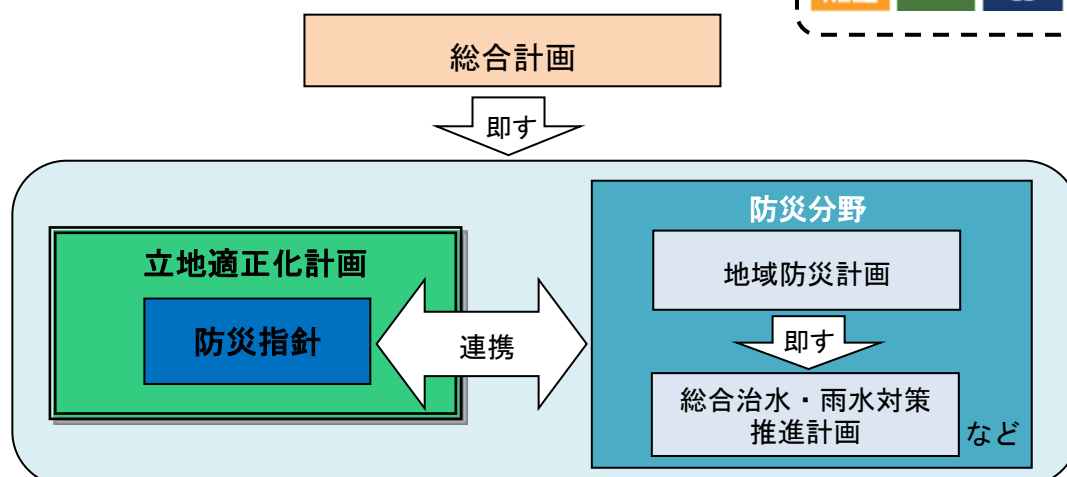 総合計画
即す
防災分野
立地適正化計画
地域防災計画
防災指針
連携
即す
総合治水・雨水対策
推進計画
など